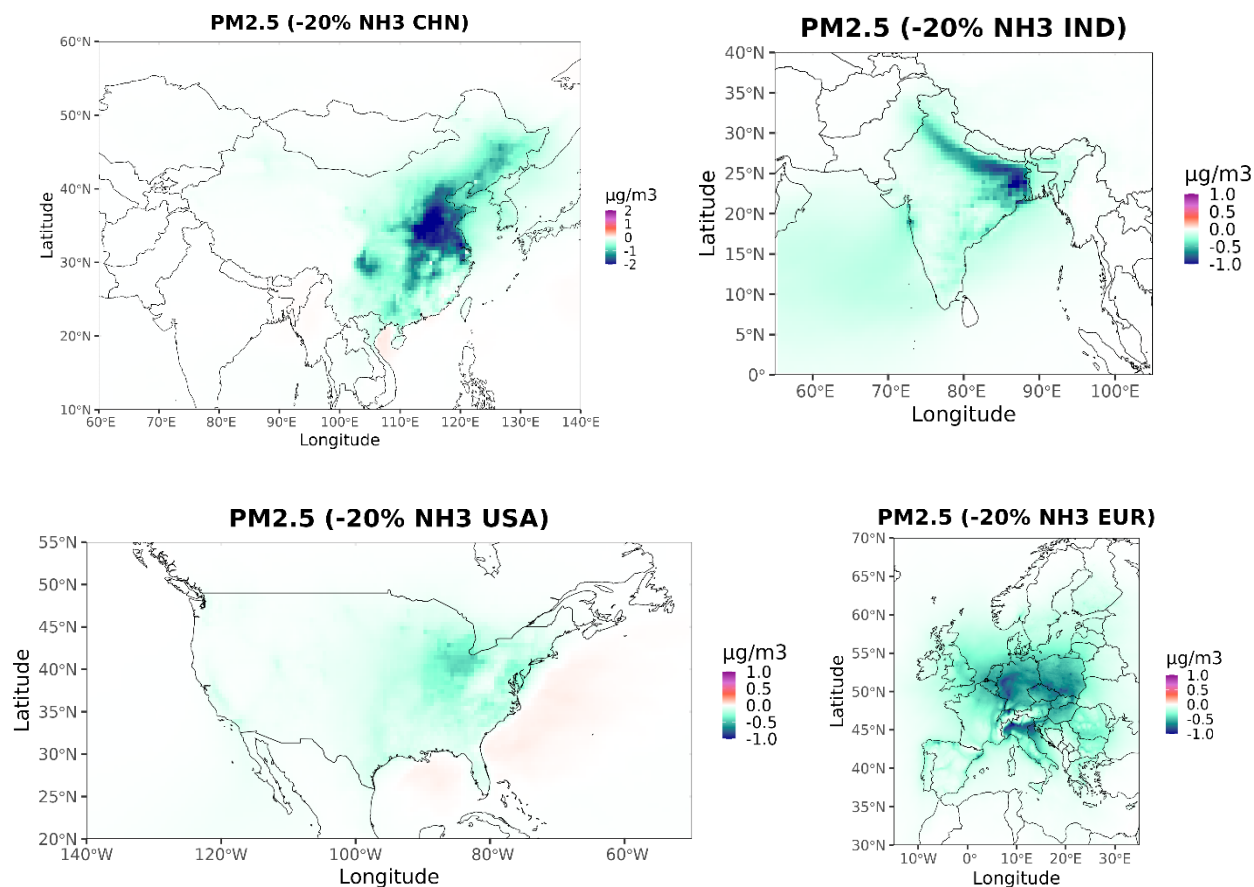 PM2.5 (-20% NH3 CHN)
60°N
50°N
40°N
30°N
20°N
10°N
Latitude
60°E 70°E 80°E 90°E 100°E 110°E 120°E 130°E 140°E
Longitude
μg/m3
2
1
0
-1
-2
PM2.5 (-20% NH3 IND)
40°N
35°N
30°N
25°N
20°N
15°N
10°N
5°N
0°
Latitude
60°E 70°E 80°E 90°E 100°E
Longitude
μg/m3
1.0
0.5
0.0
-0.5
-1.0
PM2.5 (-20% NH3 USA)
55°N
50°N
45°N
40°N
35°N
30°N
25°N
20°N
Latitude
140°W 120°W 100°W 80°W 60°W
Longitude
μg/m3
1.0
0.5
0.0
-0.5
-1.0
PM2.5 (-20% NH3 EUR)
70°N
65°N
60°N
55°N
50°N
45°N
40°N
35°N
30°N
Latitude
10°W 0° 10°E 20°E 30°E
Longitude
μg/m3
1.0
0.5
0.0
-0.5
-1.0